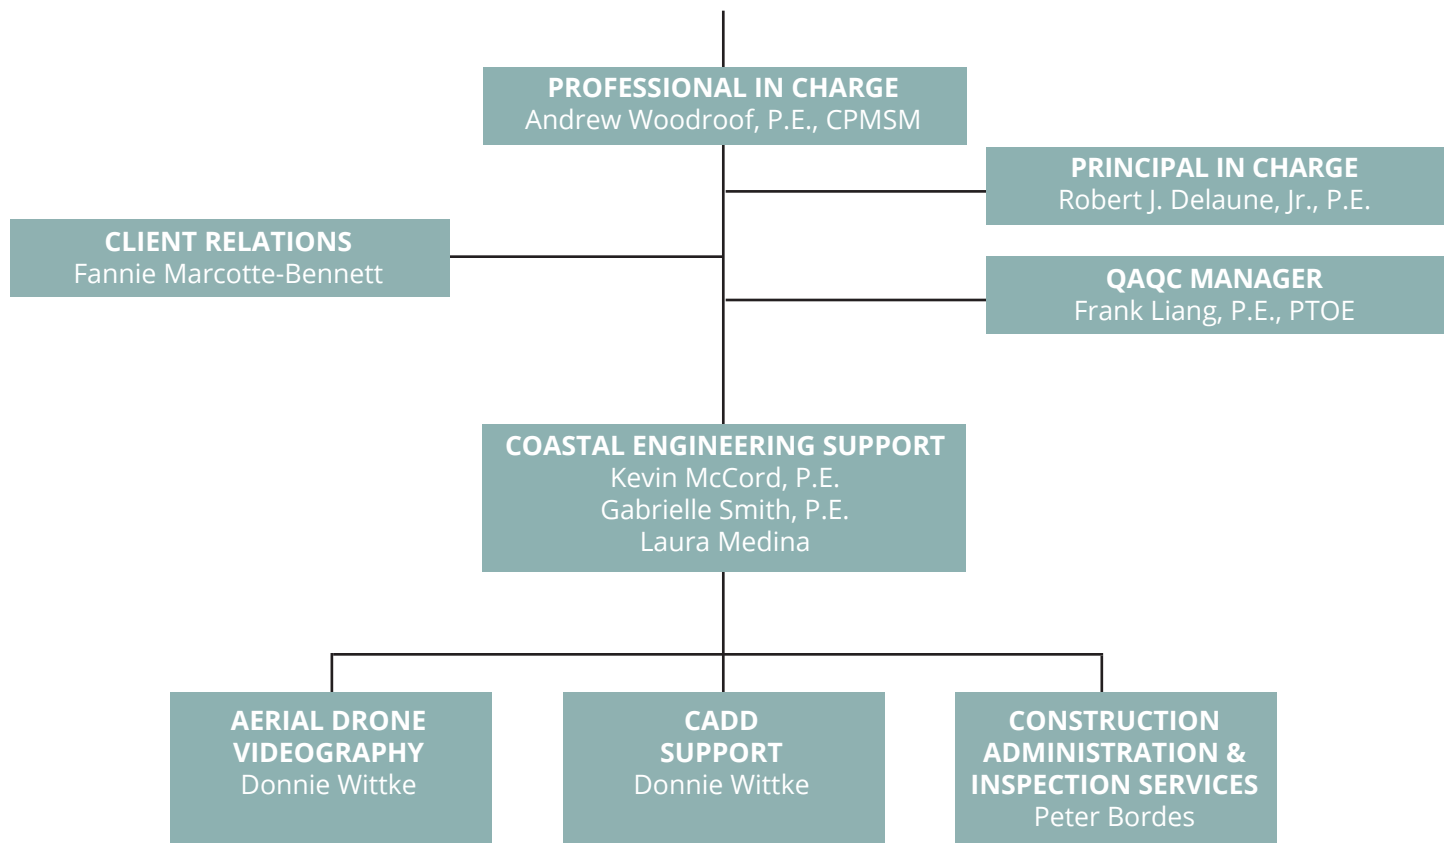 PROFESSIONAL IN CHARGE
Andrew Woodroof, P.E., CPMSM
PRINCIPAL IN CHARGE
Robert J. Delaune, Jr., P.E.
CLIENT RELATIONS
Fannie Marcotte-Bennett
QAQC MANAGER
Frank Liang, P.E., PTOE
COASTAL ENGINEERING SUPPORT
Kevin McCord, P.E.
Gabrielle Smith, P.E.
Laura Medina
AERIAL DRONE
VIDEOGRAPHY
Donnie Wittke
CADD
SUPPORT
Donnie Wittke
CONSTRUCTION
ADMINISTRATION &
INSPECTION SERVICES
Peter Bordes